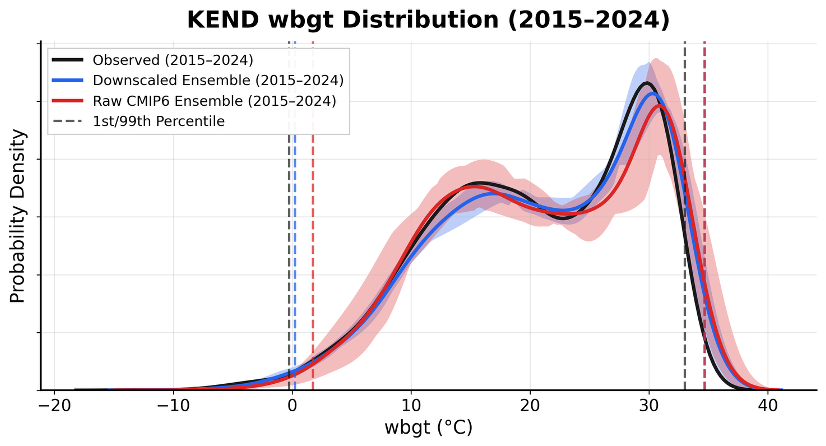 KEND wbgt Distribution (2015–2024)
Observed (2015–2024)
Downscaled Ensemble (2015–2024)
Raw CMIP6 Ensemble (2015–2024)
1st/99th Percentile
Probability Density
−20 −10 0 10 20 30 40
wbgt (°C)